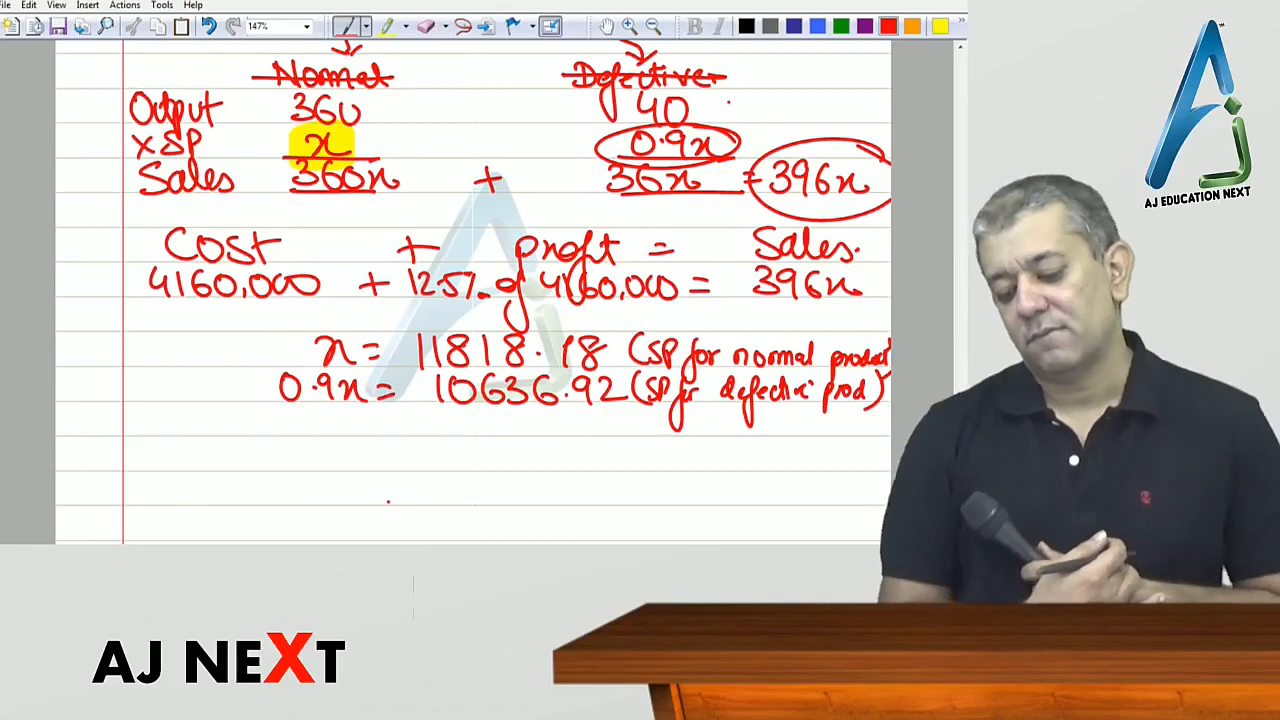 File Edit View Insert Actions Tools Help
147%
Normal Defective
Output 360 40
x SP x 0.9x
Sales 360x + 36x = 396x
Cost + profit = Sales.
4160,000 + 12.5% of 4160,000 = 396x
x = 11818.18 (SP for normal product)
0.9x = 10636.92 (SP for defective prod)
AJ EDUCATION NEXT
AJ NEXT